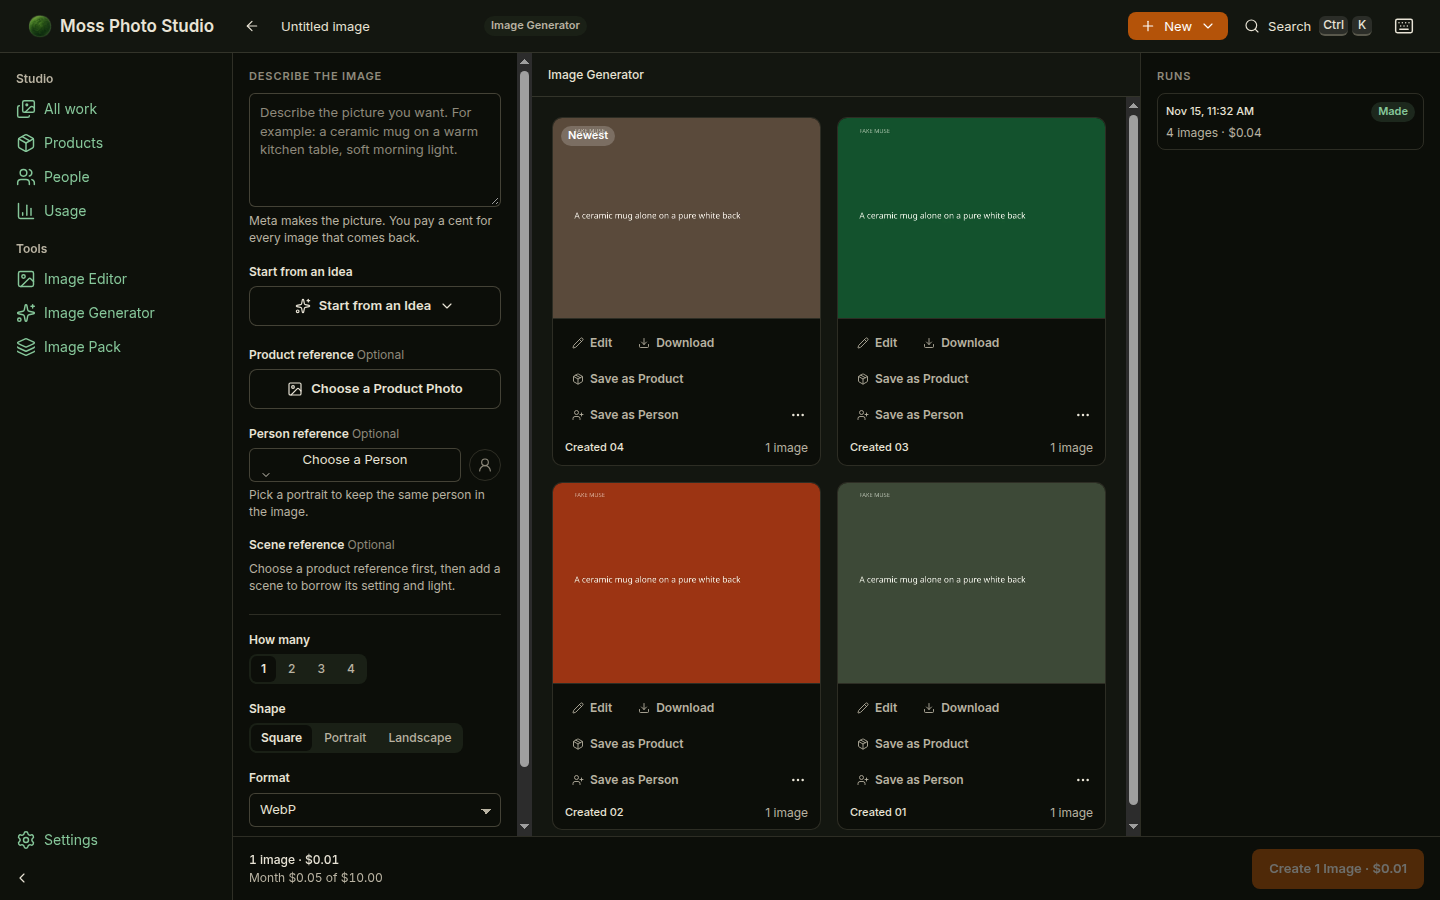 Moss Photo Studio
Untitled image
Image Generator
New
Search Ctrl K
Studio
All work
Products
People
Usage
Tools
Image Editor
Image Generator
Image Pack
Settings
DESCRIBE THE IMAGE
Describe the picture you want. For
example: a ceramic mug on a warm
kitchen table, soft morning light.
Meta makes the picture. You pay a cent for
every image that comes back.
Start from an idea
Start from an Idea
Product reference Optional
Choose a Product Photo
Person reference Optional
Choose a Person
Pick a portrait to keep the same person in
the image.
Scene reference Optional
Choose a product reference first, then add a
scene to borrow its setting and light.
How many
1 2 3 4
Shape
Square Portrait Landscape
Format
WebP
Image Generator
Newest
A ceramic mug alone on a pure white back
Edit Download
Save as Product
Save as Person
Created 04 1 image
FAKE MUSE
A ceramic mug alone on a pure white back
Edit Download
Save as Product
Save as Person
Created 03 1 image
FAKE MUSE
A ceramic mug alone on a pure white back
Edit Download
Save as Product
Save as Person
Created 02 1 image
FAKE MUSE
A ceramic mug alone on a pure white back
Edit Download
Save as Product
Save as Person
Created 01 1 image
RUNS
Nov 15, 11:32 AM Made
4 images · $0.04
1 image · $0.01
Month $0.05 of $10.00
Create 1 Image · $0.01